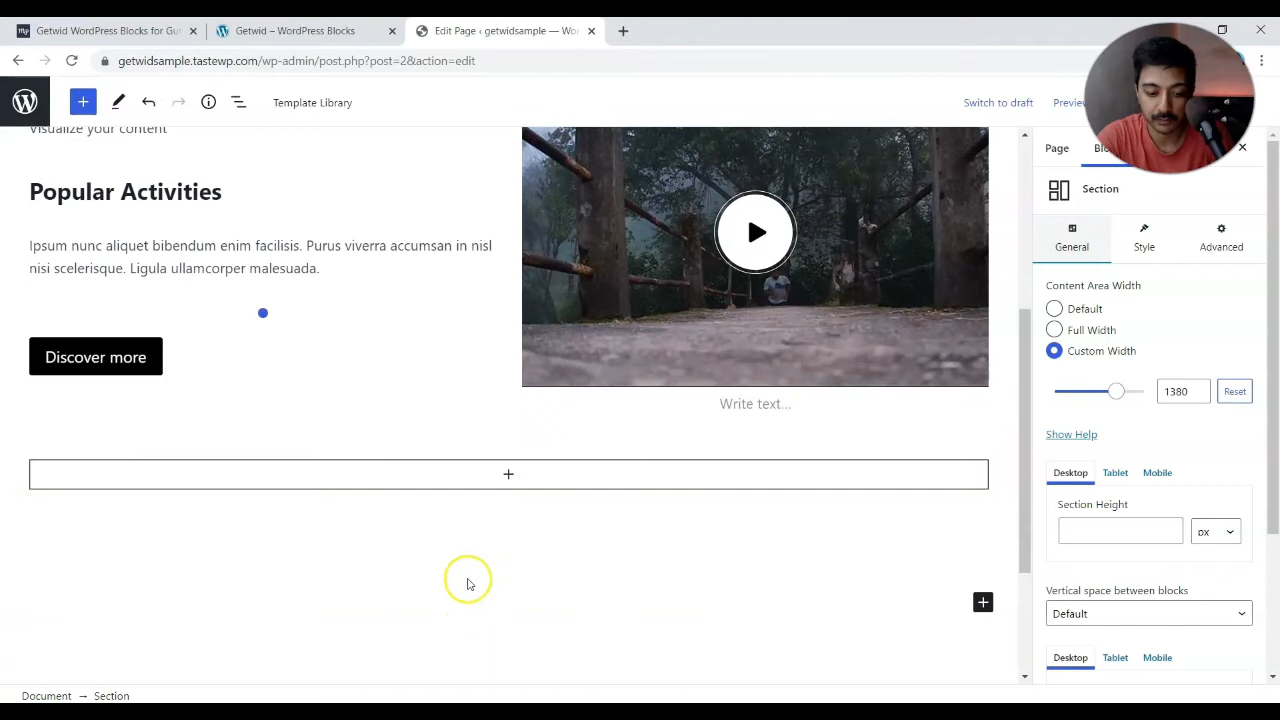 Getwid WordPress Blocks for Gut
Getwid – WordPress Blocks
Edit Page ‹ getwidsample — Wor
getwidsample.tastewp.com/wp-admin/post.php?post=2&action=edit
Template Library
Switch to draft
Preview
Visualize your content
Popular Activities
Ipsum nunc aliquet bibendum enim facilisis. Purus viverra accumsan in nisl
nisi scelerisque. Ligula ullamcorper malesuada.
Discover more
Write text...
Page
Section
General
Style
Advanced
Content Area Width
Default
Full Width
Custom Width
1380
Reset
Show Help
Desktop
Tablet
Mobile
Section Height
px
Vertical space between blocks
Default
Desktop
Tablet
Mobile
Document → Section